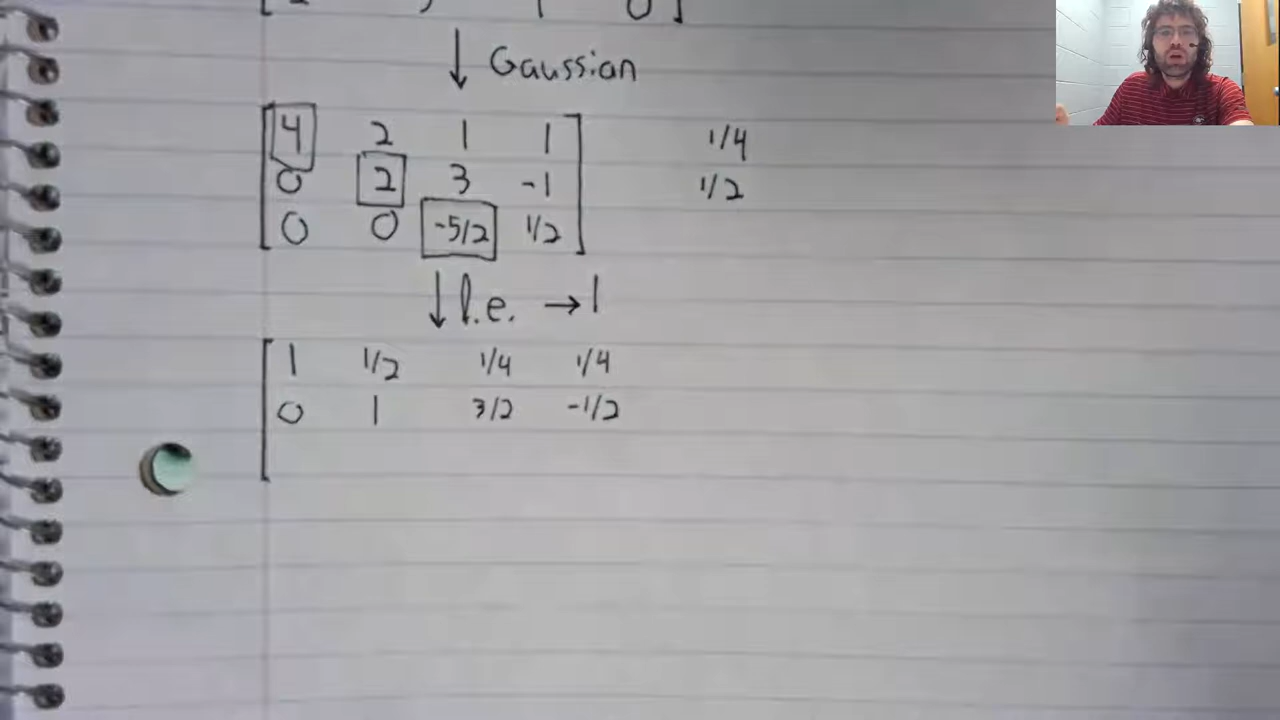 ↓ Gaussian
4 2 1 1 1/4
0 2 3 -1 1/2
0 0 -5/2 1/2
↓ l.e. → 1
1 1/2 1/4 1/4
0 1 3/2 -1/2